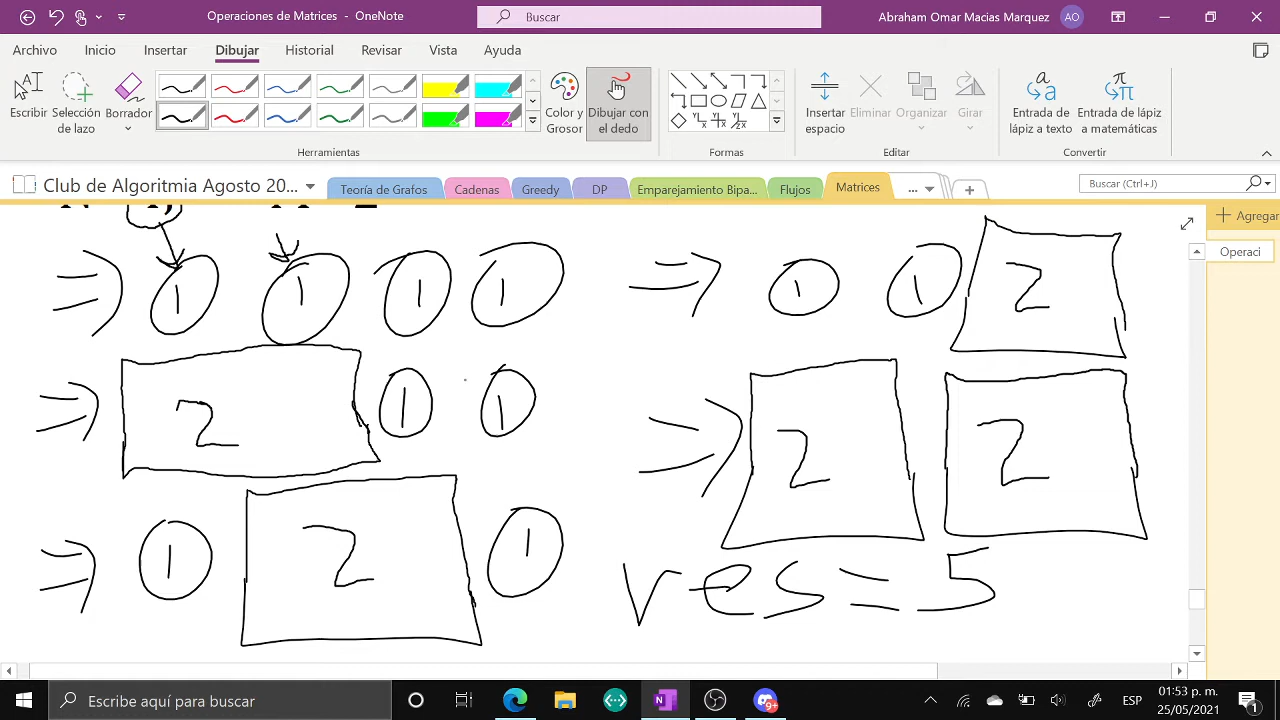 Operaciones de Matrices - OneNote
Buscar
Abraham Omar Macias Marquez
AO
Archivo Inicio Insertar Dibujar Historial Revisar Vista Ayuda
Escribir
Selección de lazo
Borrador
Color y Grosor
Dibujar con el dedo
Insertar espacio
Eliminar
Organizar
Girar
Entrada de lápiz a texto
Entrada de lápiz a matemáticas
Herramientas
Formas
Editar
Convertir
Club de Algoritmia Agosto 20...
Teoría de Grafos
Cadenas
Greedy
DP
Emparejamiento Bipa...
Flujos
Matrices
...
Buscar (Ctrl+J)
Agregar
Operaci
=> 1 1 1 1
=> 1 1 2
=> 2 1 1
=> 2 2
=> 1 2 1
res = 5
Escribe aquí para buscar
9+
ESP
01:53 p. m.
25/05/2021
1